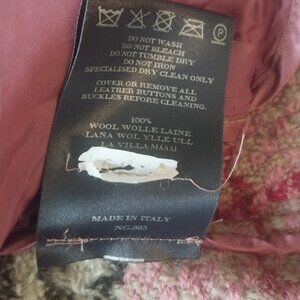 P
DO NOT WASH
DO NOT BLEACH
DO NOT TUMBLE DRY
DO NOT IRON
SPECIALISED DRY CLEAN ONLY
COVER OR REMOVE ALL
LEATHER BUTTONS AND
BUCKLES BEFORE CLEANING.
100%
WOOL WOLLE LAINE
LANA WOL YLLE ULL
LA VILLA MAAAI
MADE IN ITALY
NC-883